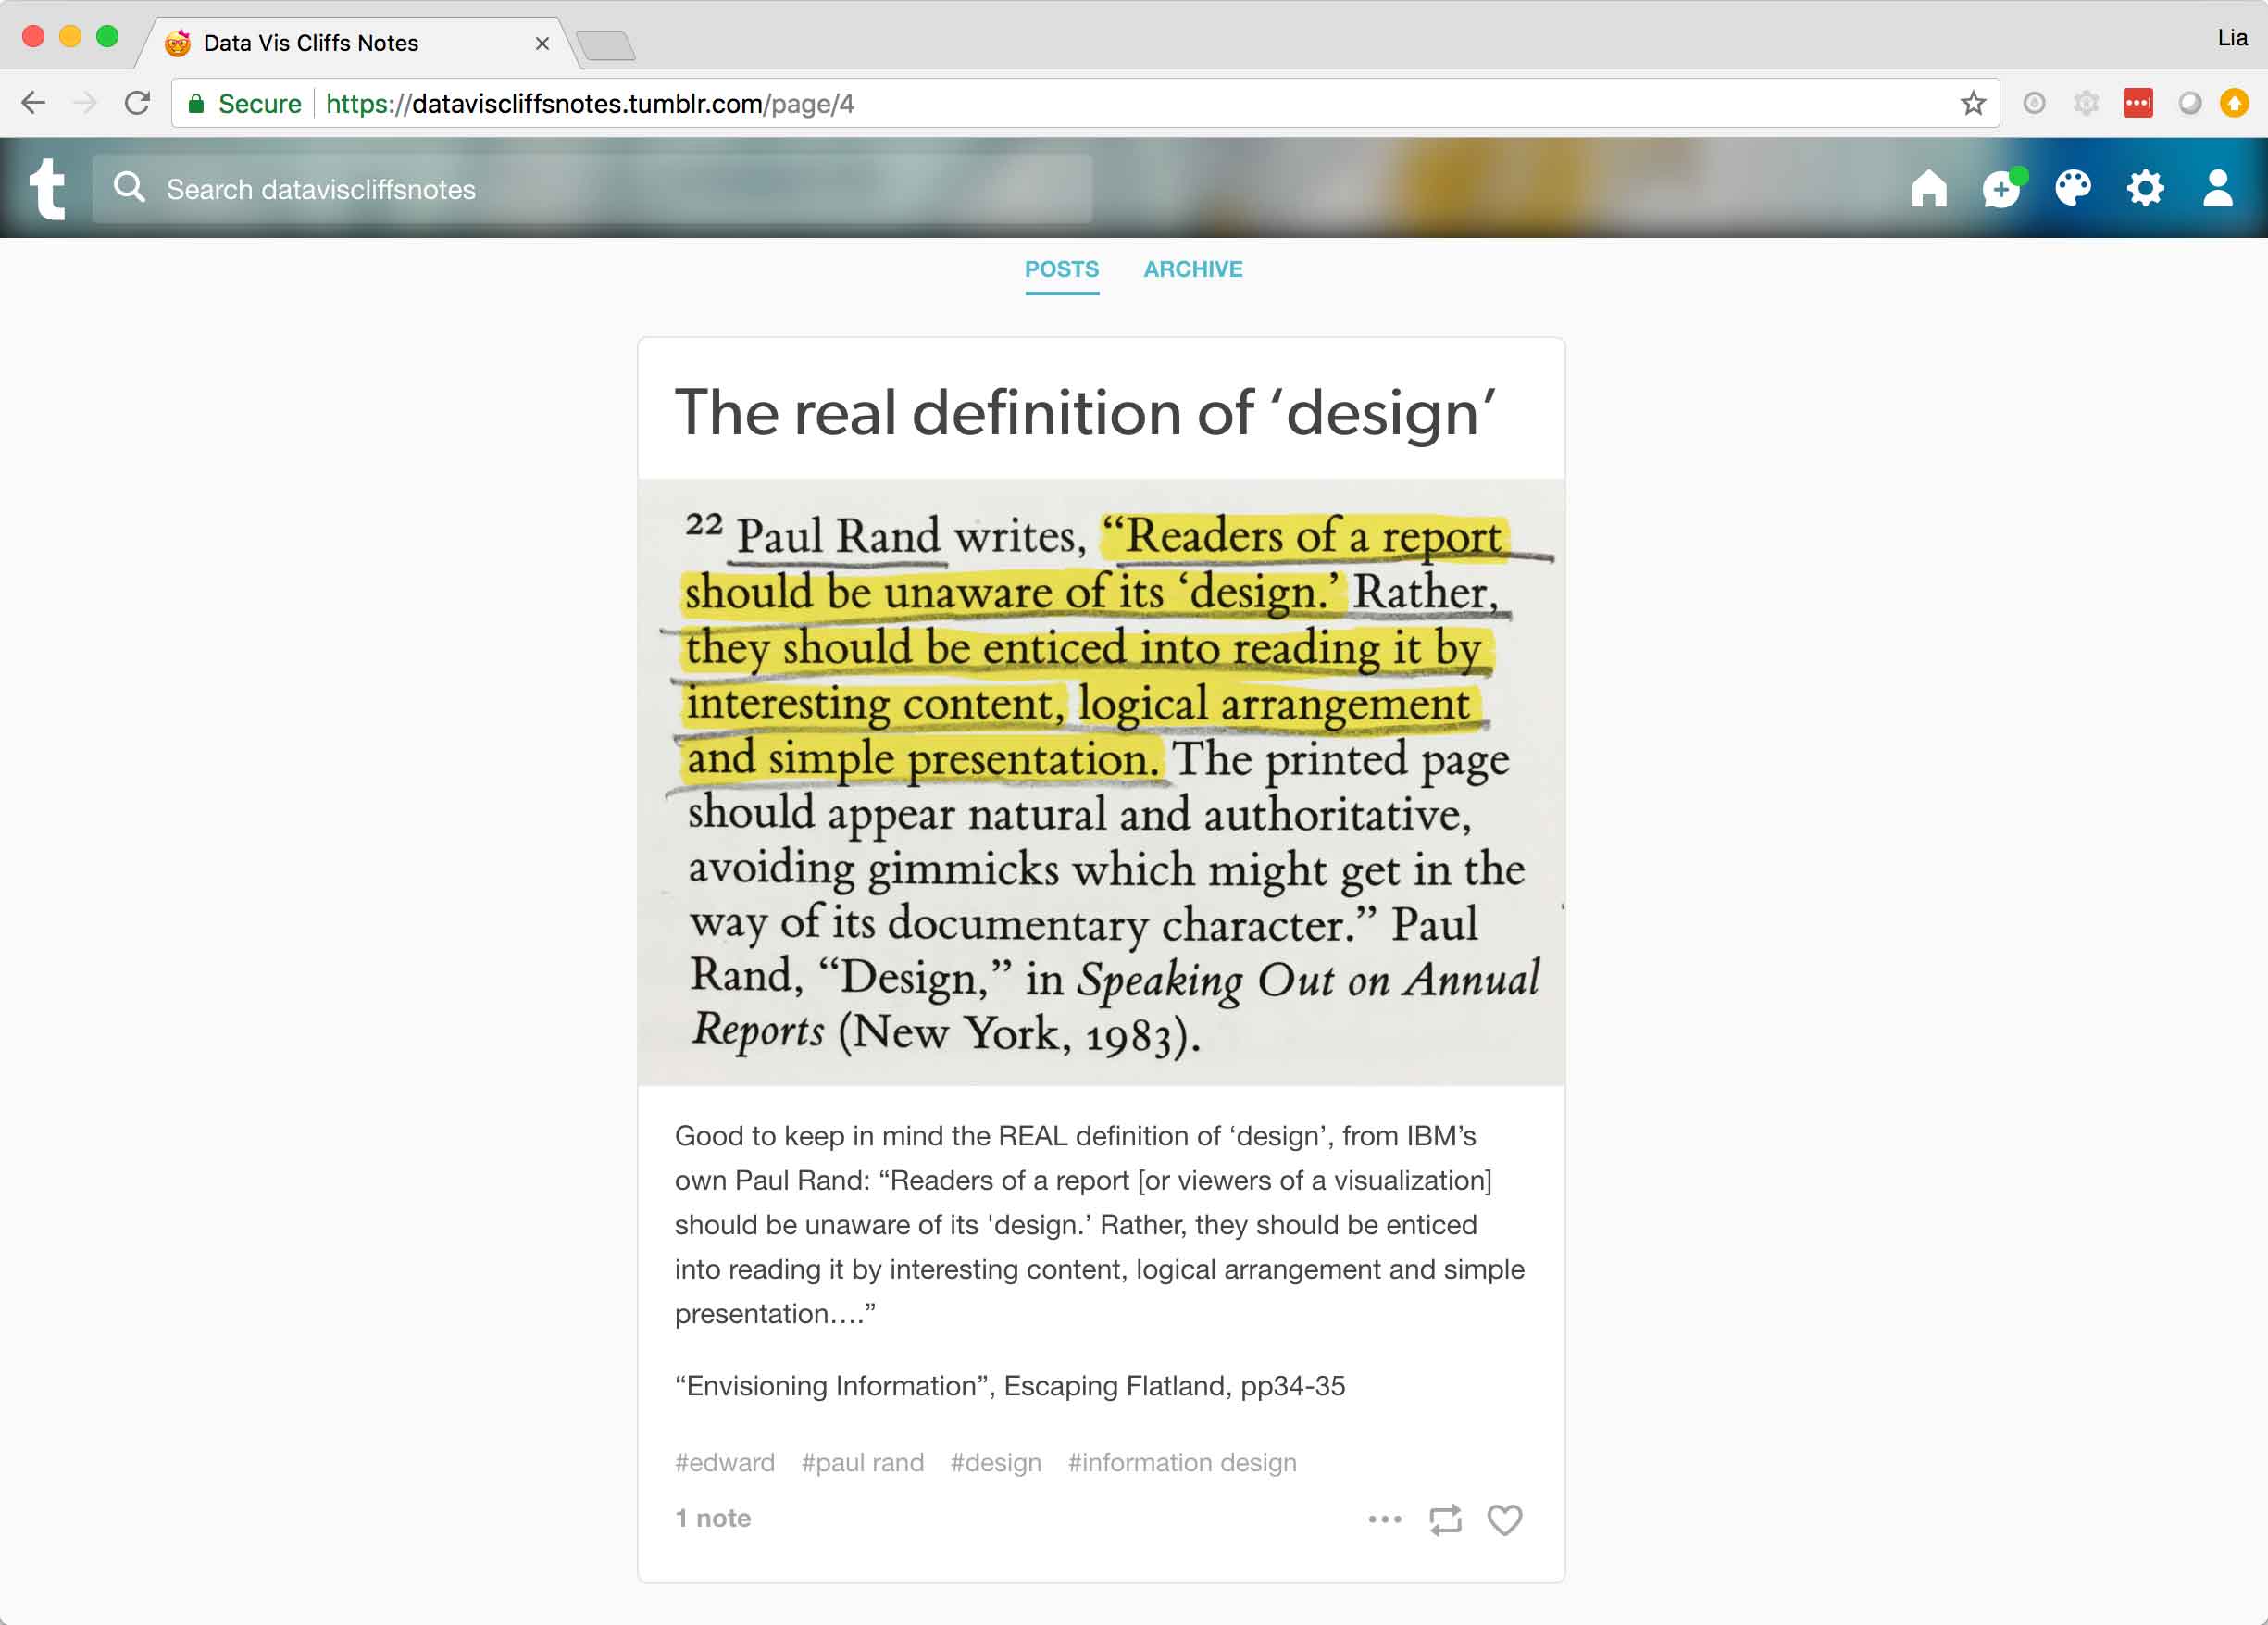 Data Vis Cliffs Notes
Lia
Secure https://dataviscliffsnotes.tumblr.com/page/4
t Search dataviscliffsnotes
POSTS ARCHIVE
The real definition of ‘design’
22 Paul Rand writes, “Readers of a report
should be unaware of its ‘design.’ Rather,
they should be enticed into reading it by
interesting content, logical arrangement
and simple presentation. The printed page
should appear natural and authoritative,
avoiding gimmicks which might get in the
way of its documentary character.” Paul
Rand, “Design,” in Speaking Out on Annual
Reports (New York, 1983).
Good to keep in mind the REAL definition of ‘design’, from IBM’s
own Paul Rand: “Readers of a report [or viewers of a visualization]
should be unaware of its 'design.’ Rather, they should be enticed
into reading it by interesting content, logical arrangement and simple
presentation….”
“Envisioning Information”, Escaping Flatland, pp34-35
#edward #paul rand #design #information design
1 note